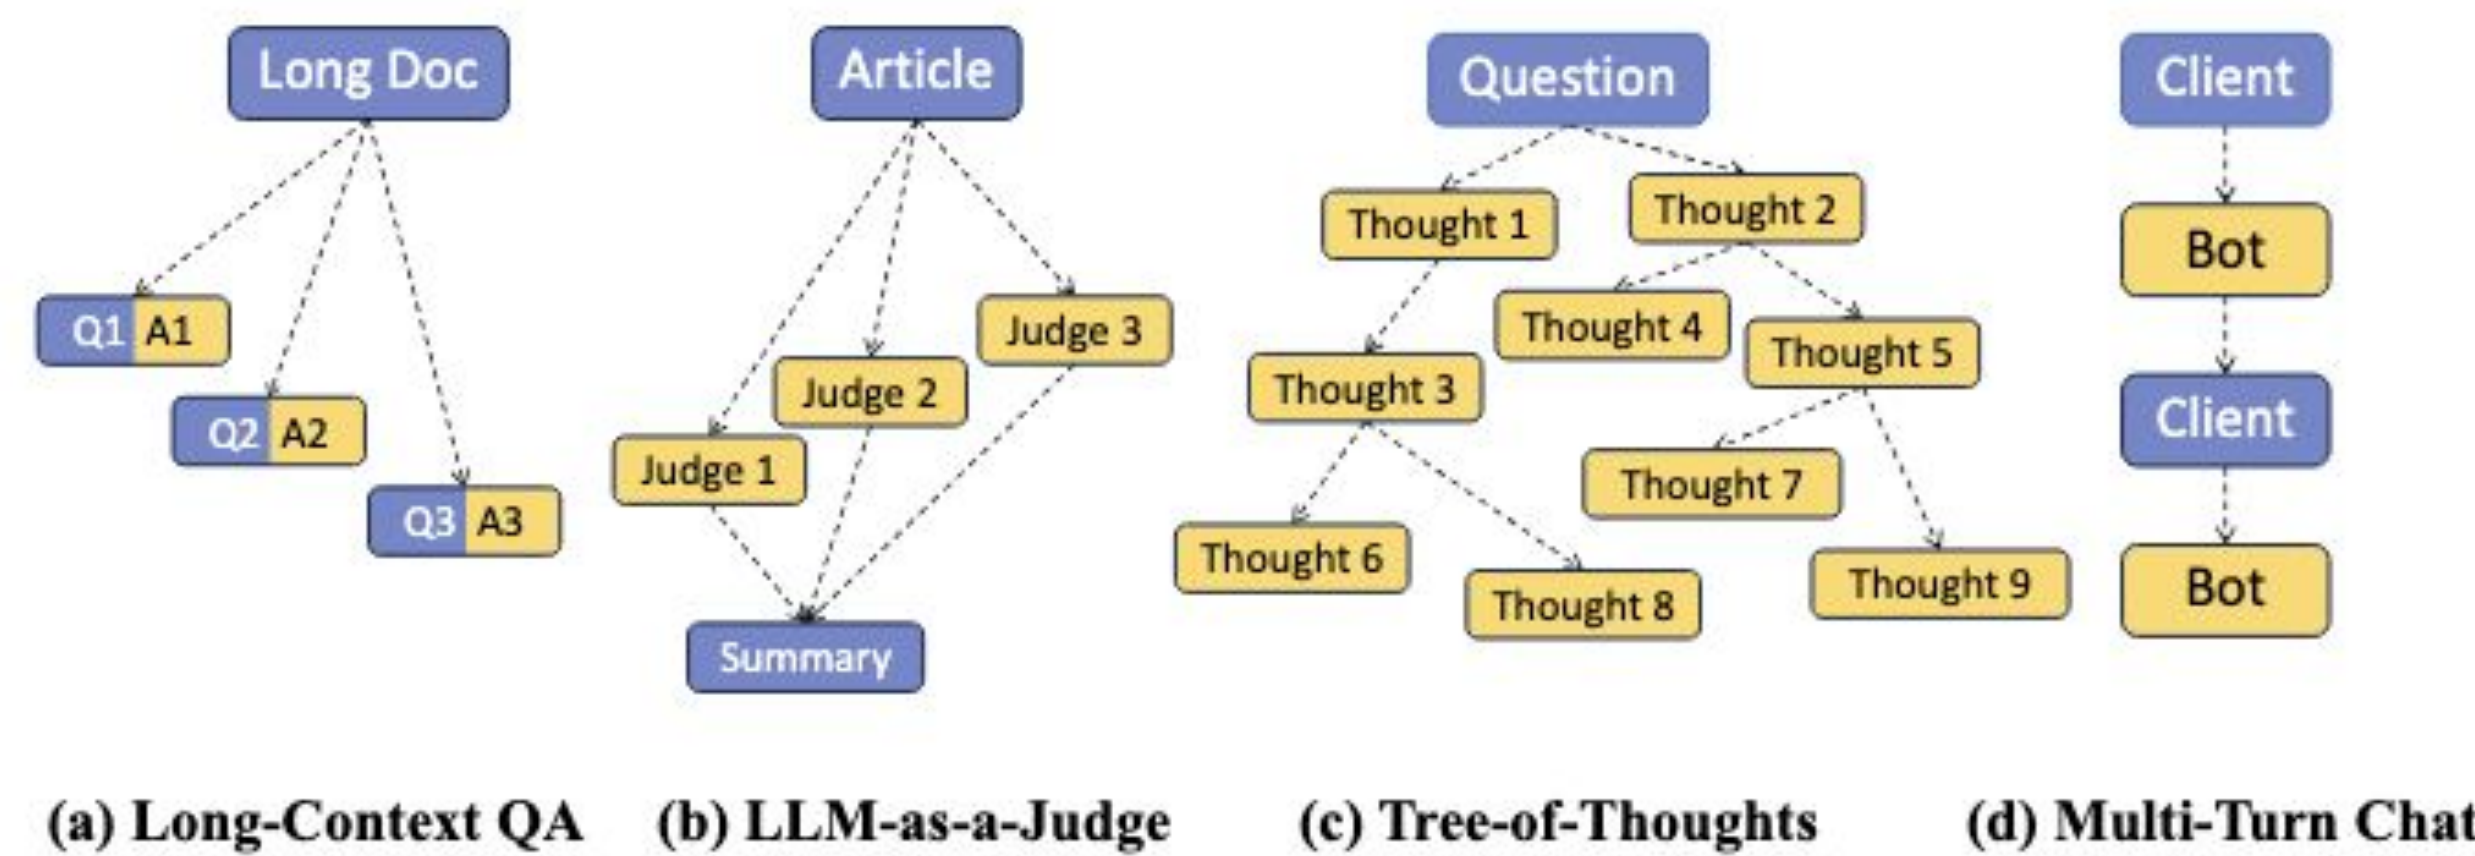 Long Doc
Q1 A1
Q2 A2
Q3 A3
(a) Long-Context QA
Article
Judge 3
Judge 2
Judge 1
Summary
(b) LLM-as-a-Judge
Question
Thought 1
Thought 2
Thought 4
Thought 5
Thought 3
Thought 7
Thought 6
Thought 8
Thought 9
(c) Tree-of-Thoughts
Client
Bot
Client
Bot
(d) Multi-Turn Chat